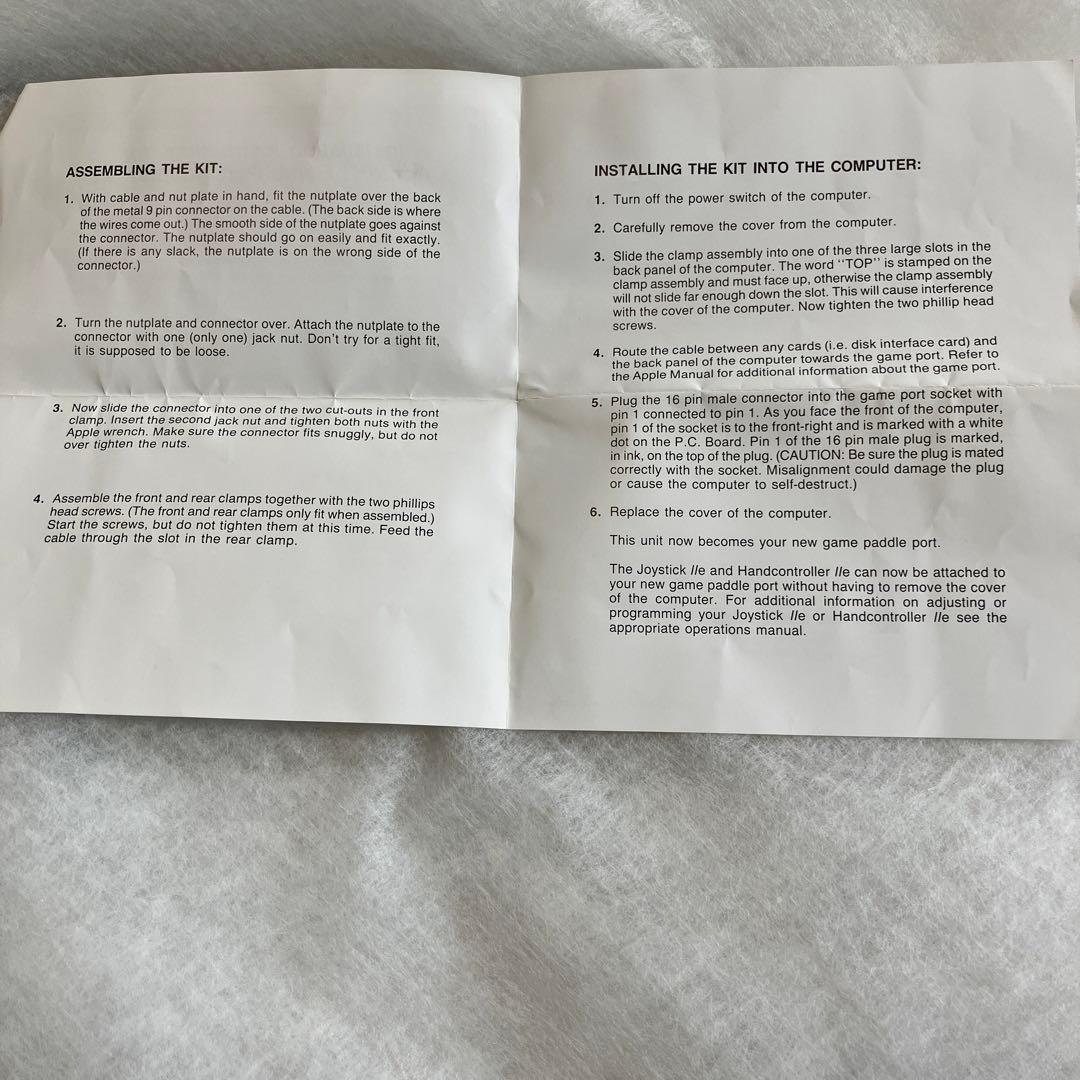 ASSEMBLING THE KIT:
1. With cable and nut plate in hand, fit the nutplate over the back
of the metal 9 pin connector on the cable. (The back side is where
the wires come out.) The smooth side of the nutplate goes against
the connector. The nutplate should go on easily and fit exactly.
(If there is any slack, the nutplate is on the wrong side of the
connector.)
2. Turn the nutplate and connector over. Attach the nutplate to the
connector with one (only one) jack nut. Don't try for a tight fit,
it is supposed to be loose.
3. Now slide the connector into one of the two cut-outs in the front
clamp. Insert the second jack nut and tighten both nuts with the
Apple wrench. Make sure the connector fits snuggly, but do not
over tighten the nuts.
4. Assemble the front and rear clamps together with the two phillips
head screws. (The front and rear clamps only fit when assembled.)
Start the screws, but do not tighten them at this time. Feed the
cable through the slot in the rear clamp.
INSTALLING THE KIT INTO THE COMPUTER:
1. Turn off the power switch of the computer.
2. Carefully remove the cover from the computer.
3. Slide the clamp assembly into one of the three large slots in the
back panel of the computer. The word ''TOP'' is stamped on the
clamp assembly and must face up, otherwise the clamp assembly
will not slide far enough down the slot. This will cause interference
with the cover of the computer. Now tighten the two phillip head
screws.
4. Route the cable between any cards (i.e. disk interface card) and
the back panel of the computer towards the game port. Refer to
the Apple Manual for additional information about the game port.
5. Plug the 16 pin male connector into the game port socket with
pin 1 connected to pin 1. As you face the front of the computer,
pin 1 of the socket is to the front-right and is marked with a white
dot on the P.C. Board. Pin 1 of the 16 pin male plug is marked,
in ink, on the top of the plug. (CAUTION: Be sure the plug is mated
correctly with the socket. Misalignment could damage the plug
or cause the computer to self-destruct.)
6. Replace the cover of the computer.
This unit now becomes your new game paddle port.
The Joystick //e and Handcontroller //e can now be attached to
your new game paddle port without having to remove the cover
of the computer. For additional information on adjusting or
programming your Joystick //e or Handcontroller //e see the
appropriate operations manual.